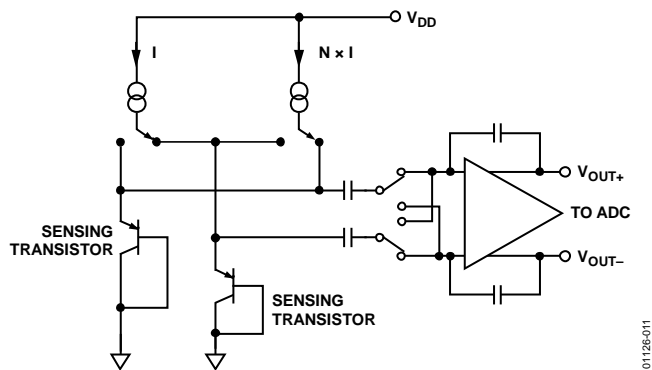 V_DD
I
N × I
V_OUT+
TO ADC
SENSING
TRANSISTOR
V_OUT–
SENSING
TRANSISTOR
01126-011